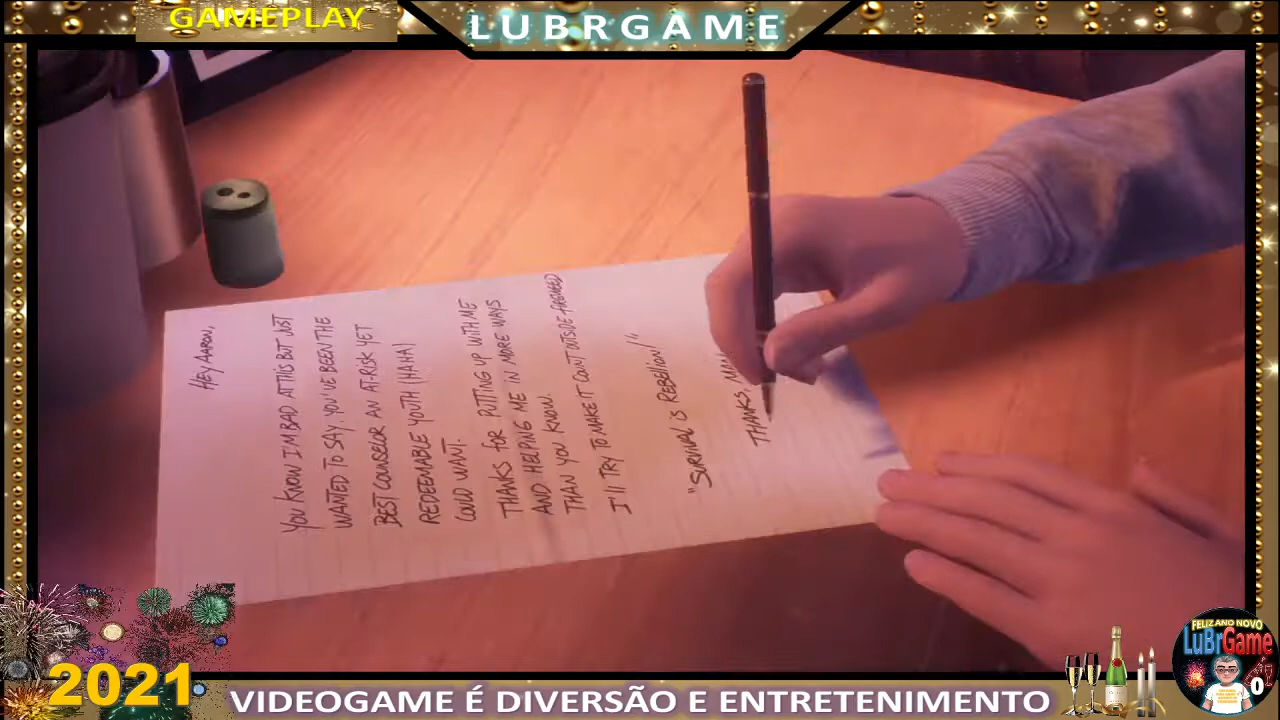 GAMEPLAY
LUBRGAME
HEY AARON,
YOU KNOW I'M BAD AT THIS BUT JUST
WANTED TO SAY. YOU'VE BEEN THE
BEST COUNSELOR AN AT-RISK YET
REDEEMABLE YOUTH (HAHA)
COULD WANT.
THANKS FOR PUTTING UP WITH ME
AND HELPING ME IN MORE WAYS
THAN YOU KNOW.
I'll TRY TO MAKE IT COUNT OUTSIDE
"SURVIVAL IS REBEllION!"
THANKS
2021
VIDEOGAME É DIVERSÃO E ENTRETENIMENTO
FELIZ ANO NOVO
LuBrGame